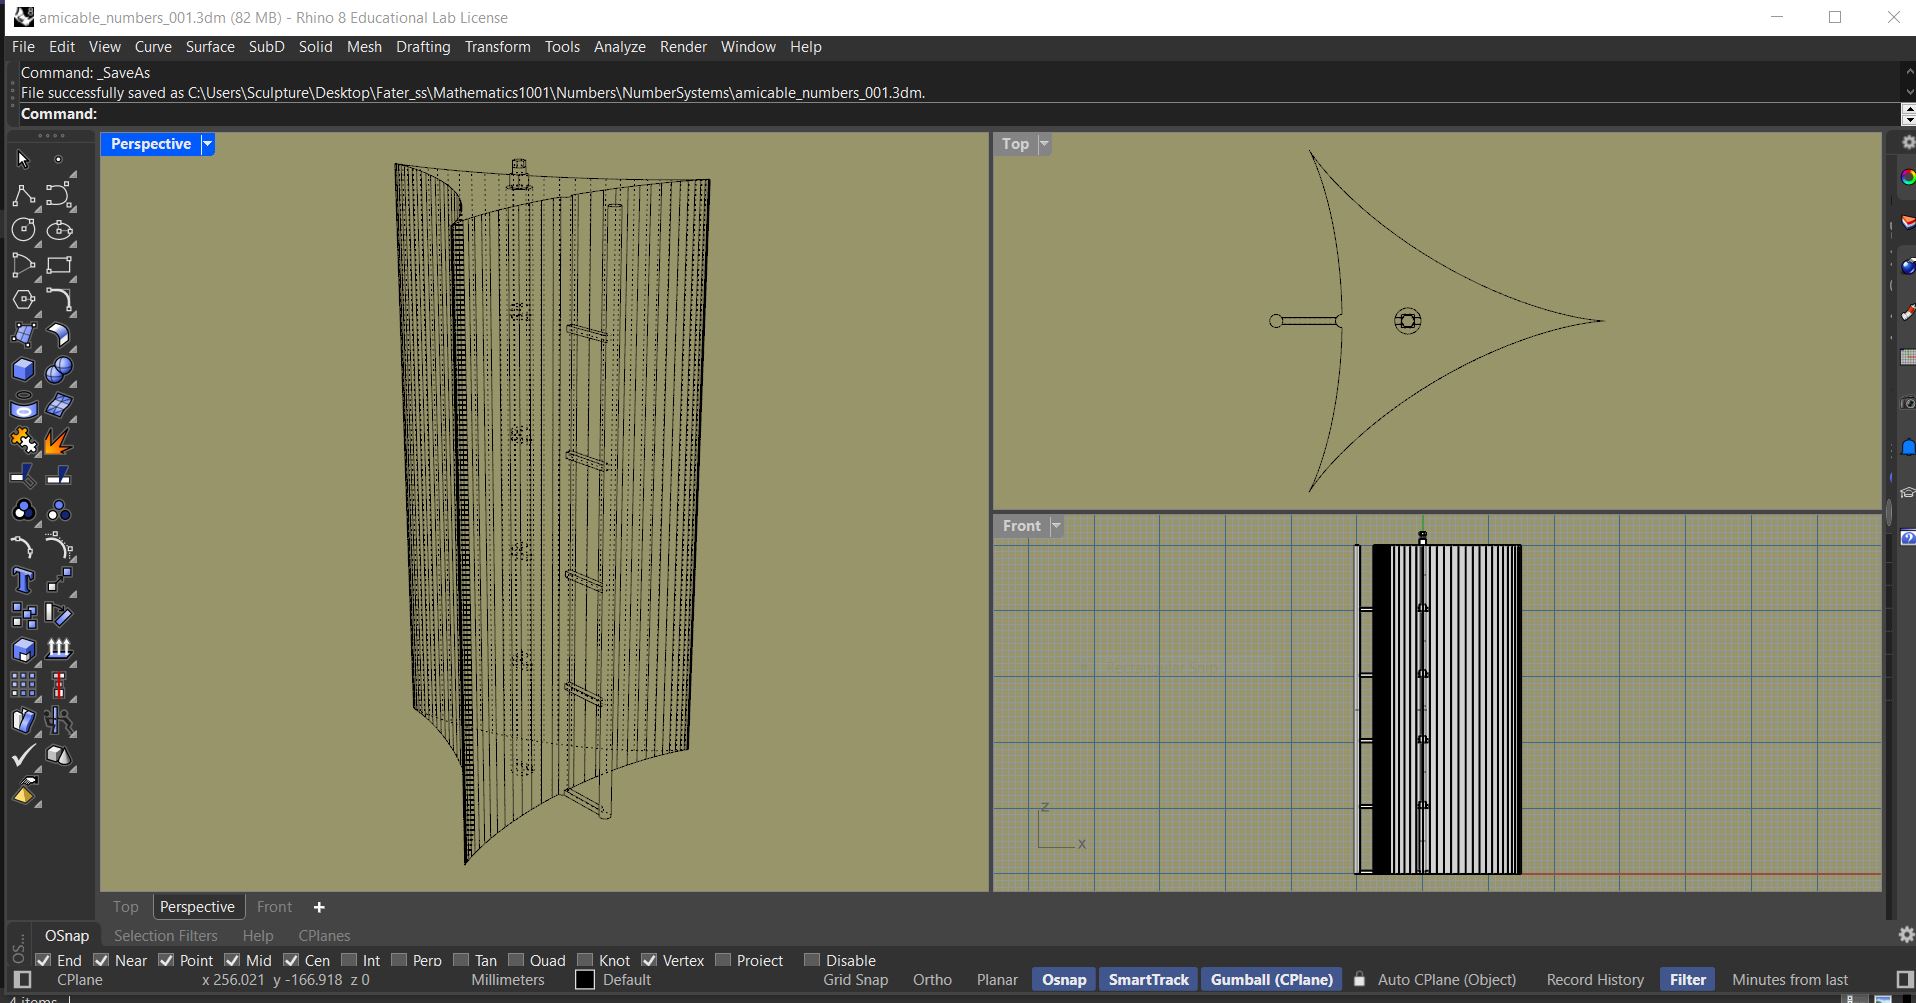 amicable_numbers_001.3dm (82 MB) - Rhino 8 Educational Lab License
File Edit View Curve Surface SubD Solid Mesh Drafting Transform Tools Analyze Render Window Help
Command: _SaveAs
File successfully saved as C:\Users\Sculpture\Desktop\Fater_ss\Mathematics1001\Numbers\NumberSystems\amicable_numbers_001.3dm.
Command:
Perspective
Top
Front
z
x
Top Perspective Front +
OS...
OSnap Selection Filters Help CPlanes
End Near Point Mid Cen Int Perp Tan Quad Knot Vertex Project Disable
CPlane x 256.021 y -166.918 z 0 Millimeters Default Grid Snap Ortho Planar Osnap SmartTrack Gumball (CPlane) Auto CPlane (Object) Record History Filter Minutes from last
4 items